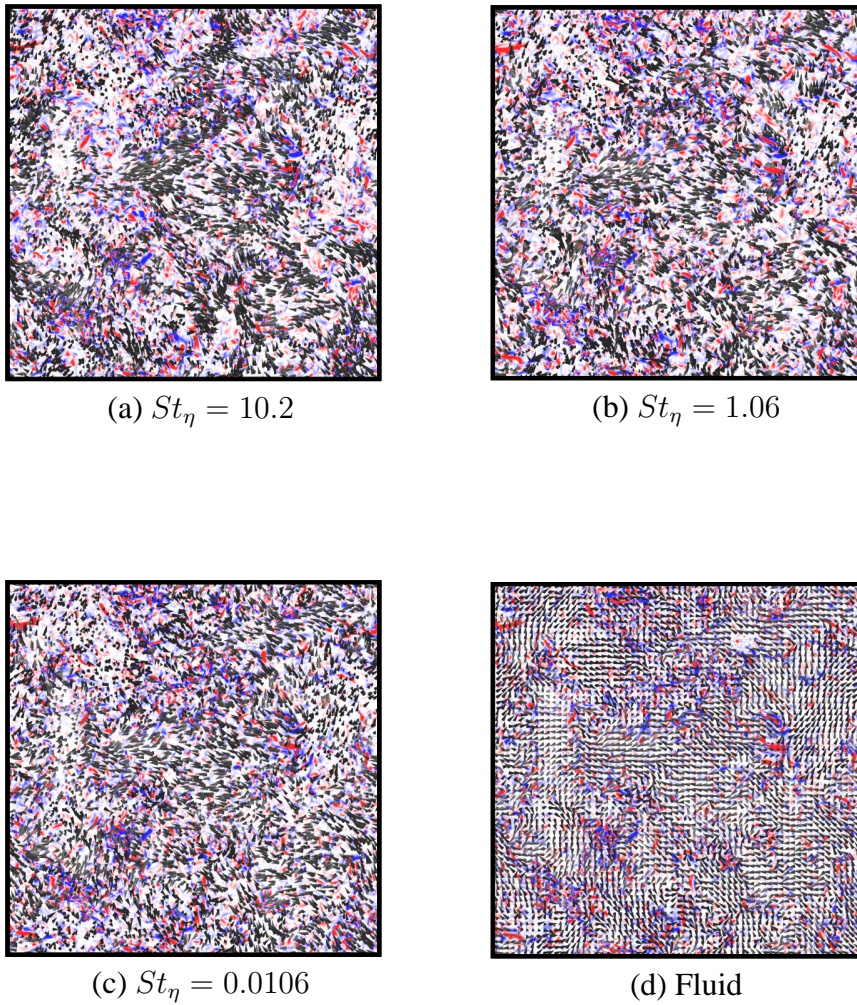 (a) $St_\eta = 10.2$
(b) $St_\eta = 1.06$
(c) $St_\eta = 0.0106$
(d) Fluid